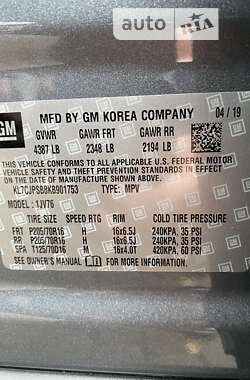 auto RIA
GM
MFD BY GM KOREA COMPANY 04/19
GVWR GAWR FRT GAWR RR
4387 LB 2348 LB 2194 LB
THIS VEHICLE CONFORMS TO ALL APPLICABLE U.S. FEDERAL MOTOR
VEHICLE SAFETY, BUMPER, AND THEFT PREVENTION STANDARDS IN
EFFECT ON THE DATE OF MANUFACTURE SHOWN ABOVE.
KL7CJPSB8KB901753 TYPE: MPV
MODEL: 1JV76
TIRE SIZE SPEED RTG RIM COLD TIRE PRESSURE
FRT P205/70R16 H 16x6.5J 240KPA, 35 PSI
RR P205/70R16 H 16x6.5J 240KPA, 35 PSI
SPA T125/70D16 M 16x4.0T 420KPA, 60 PSI
SEE OWNER'S MANUAL FOR ADDITIONAL INFORMATION.